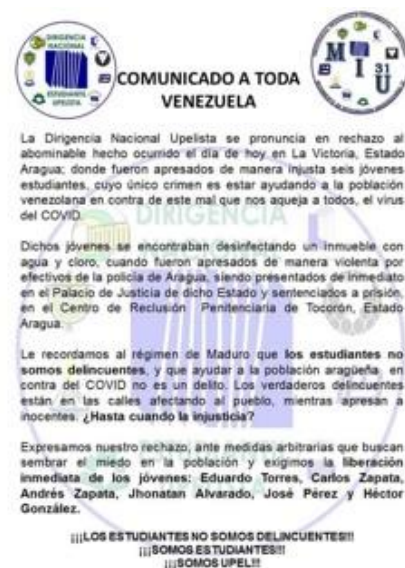 DIRIGENCIA
NACIONAL
ESTUDIANTIL
UPELISTA
MIU
31
COMUNICADO A TODA
VENEZUELA
La Dirigencia Nacional Upelista se pronuncia en rechazo al
abominable hecho ocurrido el día de hoy en La Victoria, Estado
Aragua; donde fueron apresados de manera injusta seis jóvenes
estudiantes, cuyo único crimen es estar ayudando a la población
venezolana en contra de este mal que nos aqueja a todos, el virus
del COVID.
Dichos jóvenes se encontraban desinfectando un inmueble con
agua y cloro, cuando fueron apresados de manera violenta por
efectivos de la policía de Aragua, siendo presentados de inmediato
en el Palacio de Justicia de dicho Estado y sentenciados a prisión,
en el Centro de Reclusión Penitenciaria de Tocorón, Estado
Aragua.
Le recordamos al régimen de Maduro que los estudiantes no
somos delincuentes, y que ayudar a la población aragüeña, en
contra del COVID no es un delito. Los verdaderos delincuentes
están en las calles afectando al pueblo, mientras apresan a
inocentes. ¿Hasta cuando la injusticia?
Expresamos nuestro rechazo, ante medidas arbitrarias que buscan
sembrar el miedo en la población y exigimos la liberación
inmediata de los jóvenes: Eduardo Torres, Carlos Zapata,
Andrés Zapata, Jhonatan Alvarado, José Pérez y Héctor
González.
¡¡¡LOS ESTUDIANTES NO SOMOS DELINCUENTES!!!
¡¡¡SOMOS ESTUDIANTES!!!
¡¡¡SOMOS UPEL!!!